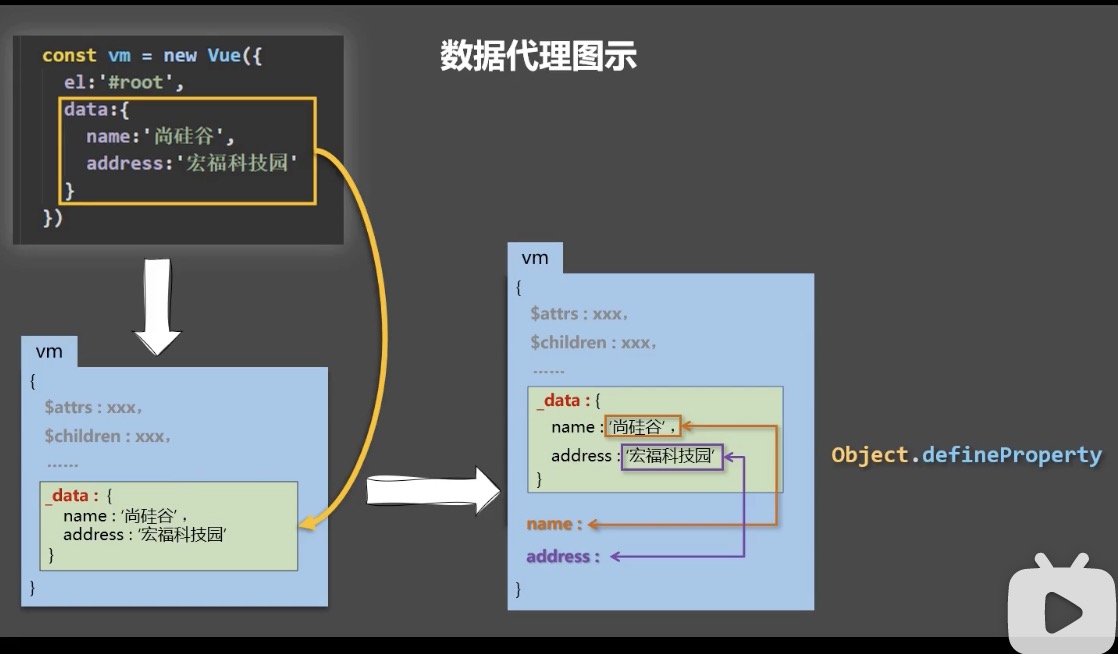 数据代理图示
const vm = new Vue({
el:'#root',
data:{
name:'尚硅谷',
address:'宏福科技园'
}
})
vm
{
$attrs : xxx,
$children : xxx,
......
_data : {
name : ‘尚硅谷’ ,
address : ‘宏福科技园’
}
}
vm
{
$attrs : xxx,
$children : xxx,
......
_data : {
name : ‘尚硅谷’ ,
address : ‘宏福科技园’
}
name :
address :
}
Object.defineProperty